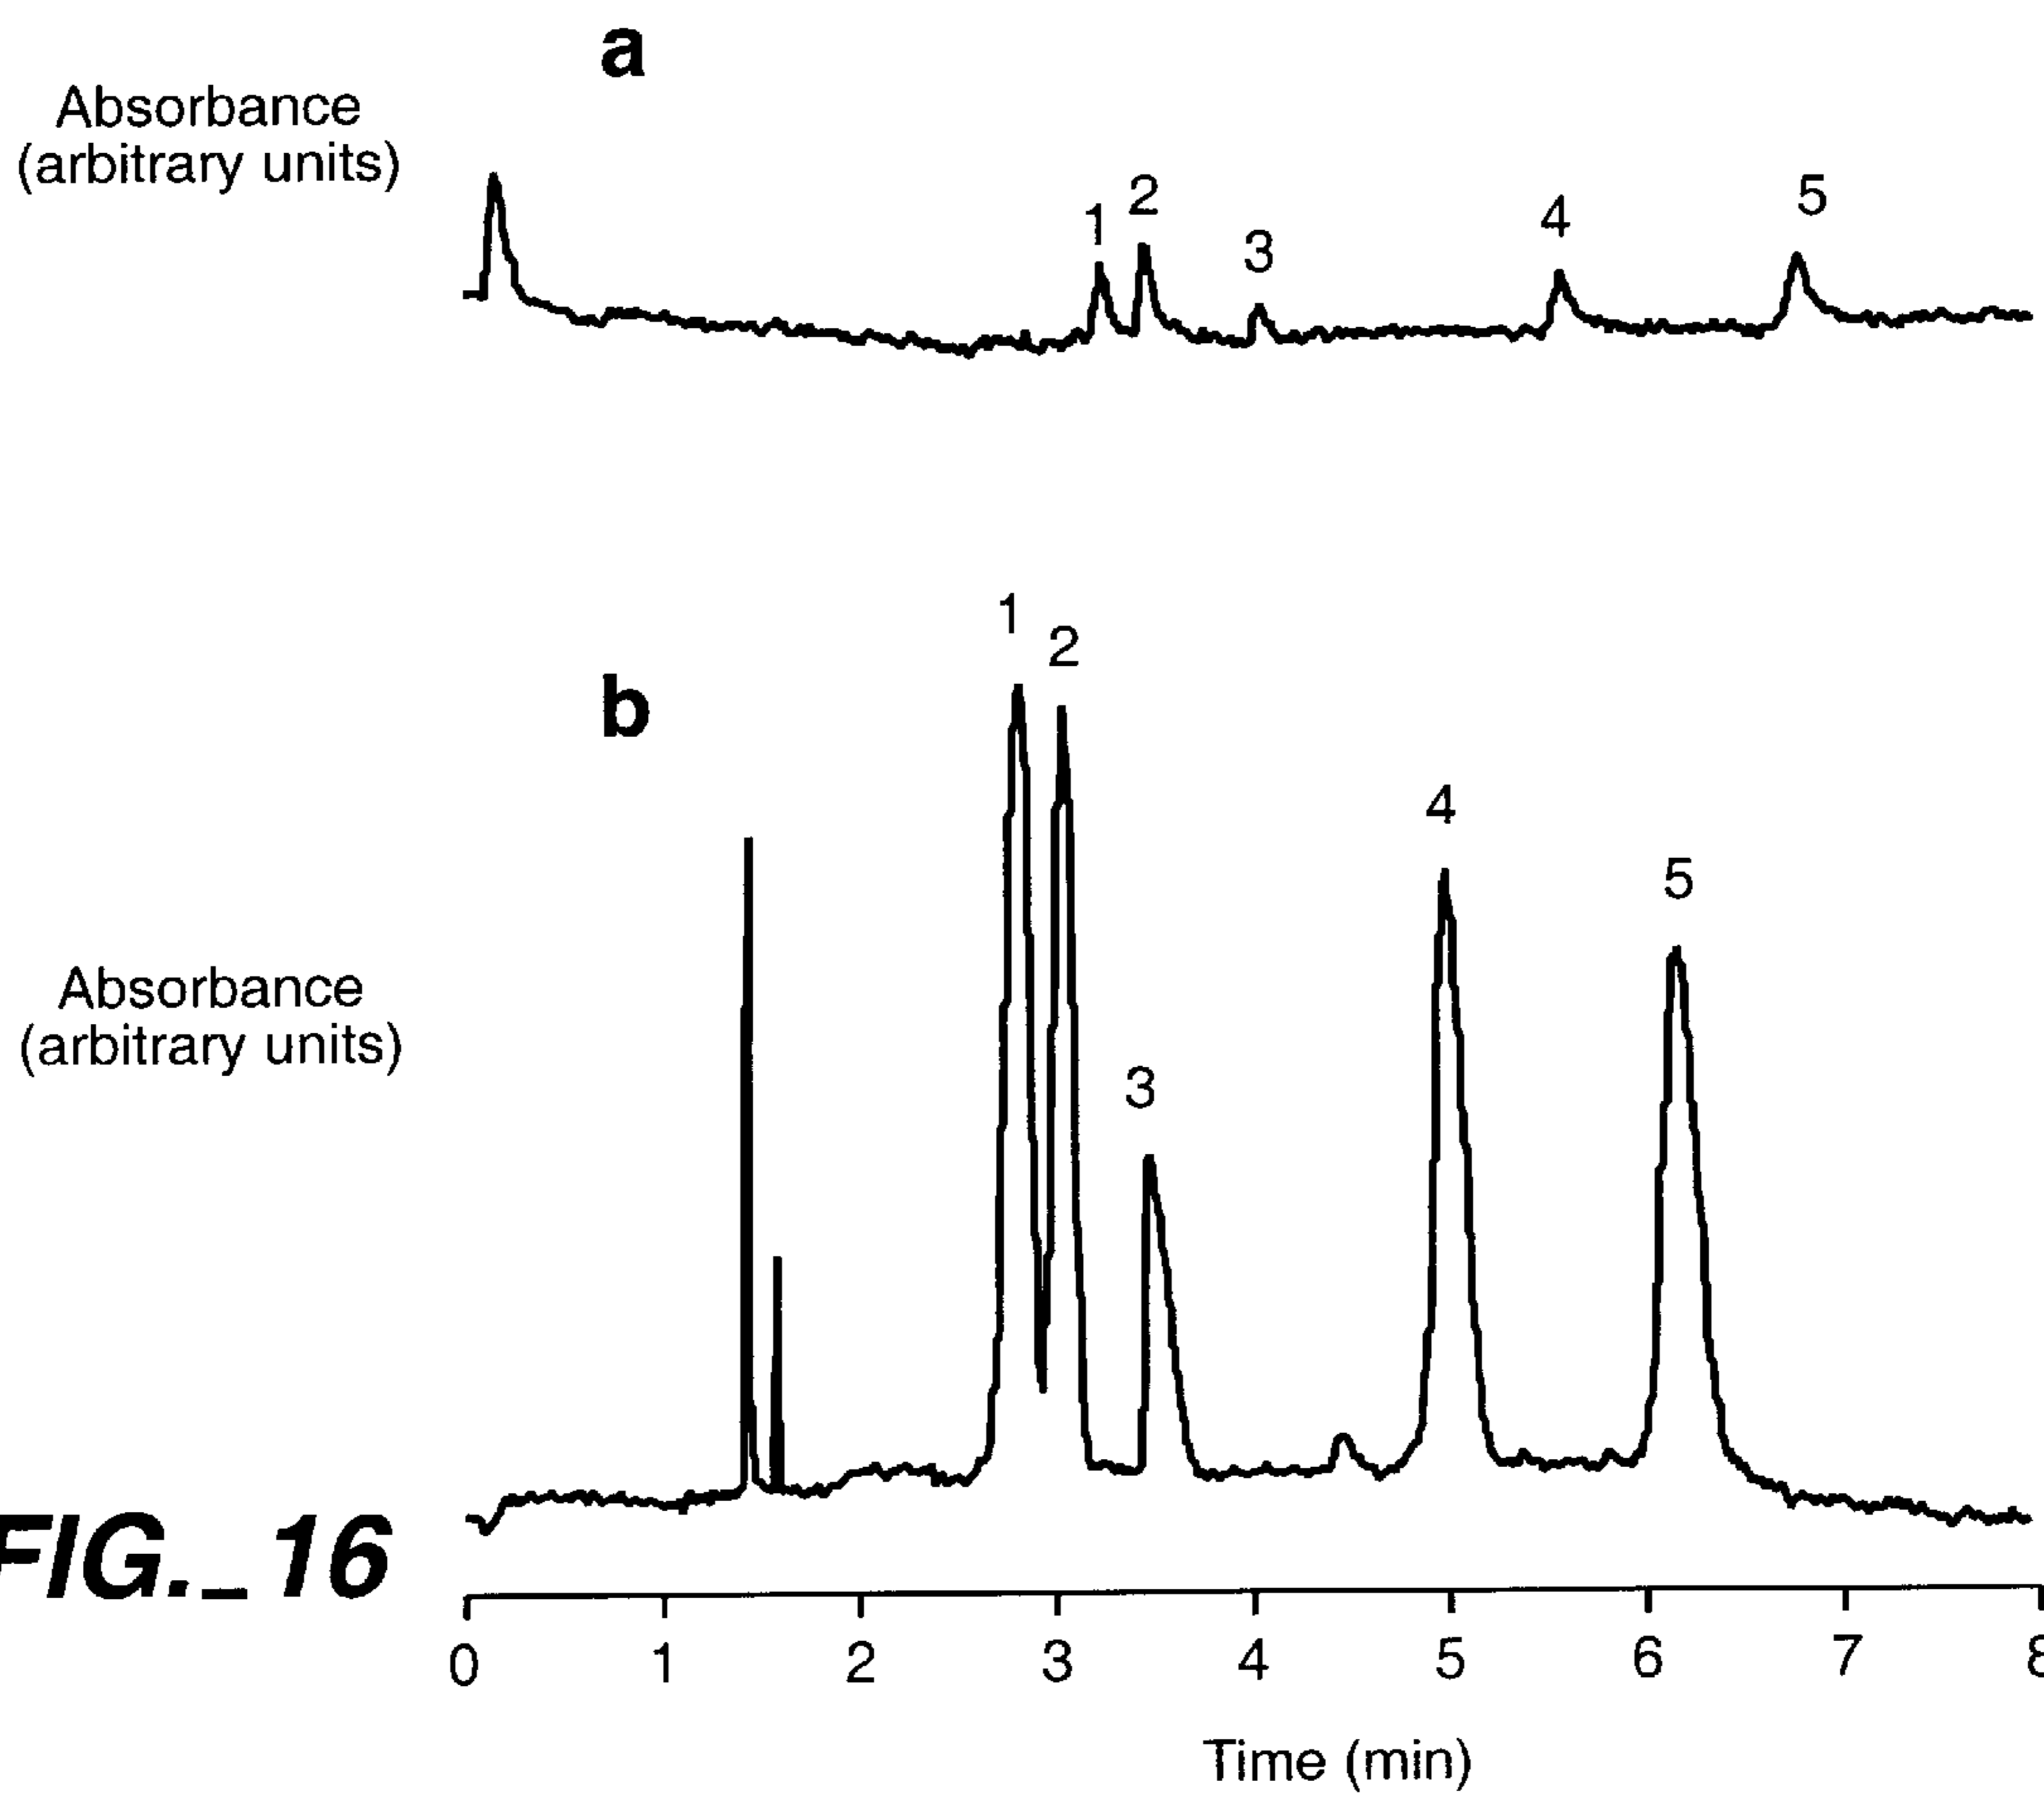 a
Absorbance
(arbitrary units)
1 2 3 4 5
1 2
b
4
5
Absorbance
(arbitrary units)
3
FIG._16
0 1 2 3 4 5 6 7 8
Time (min)